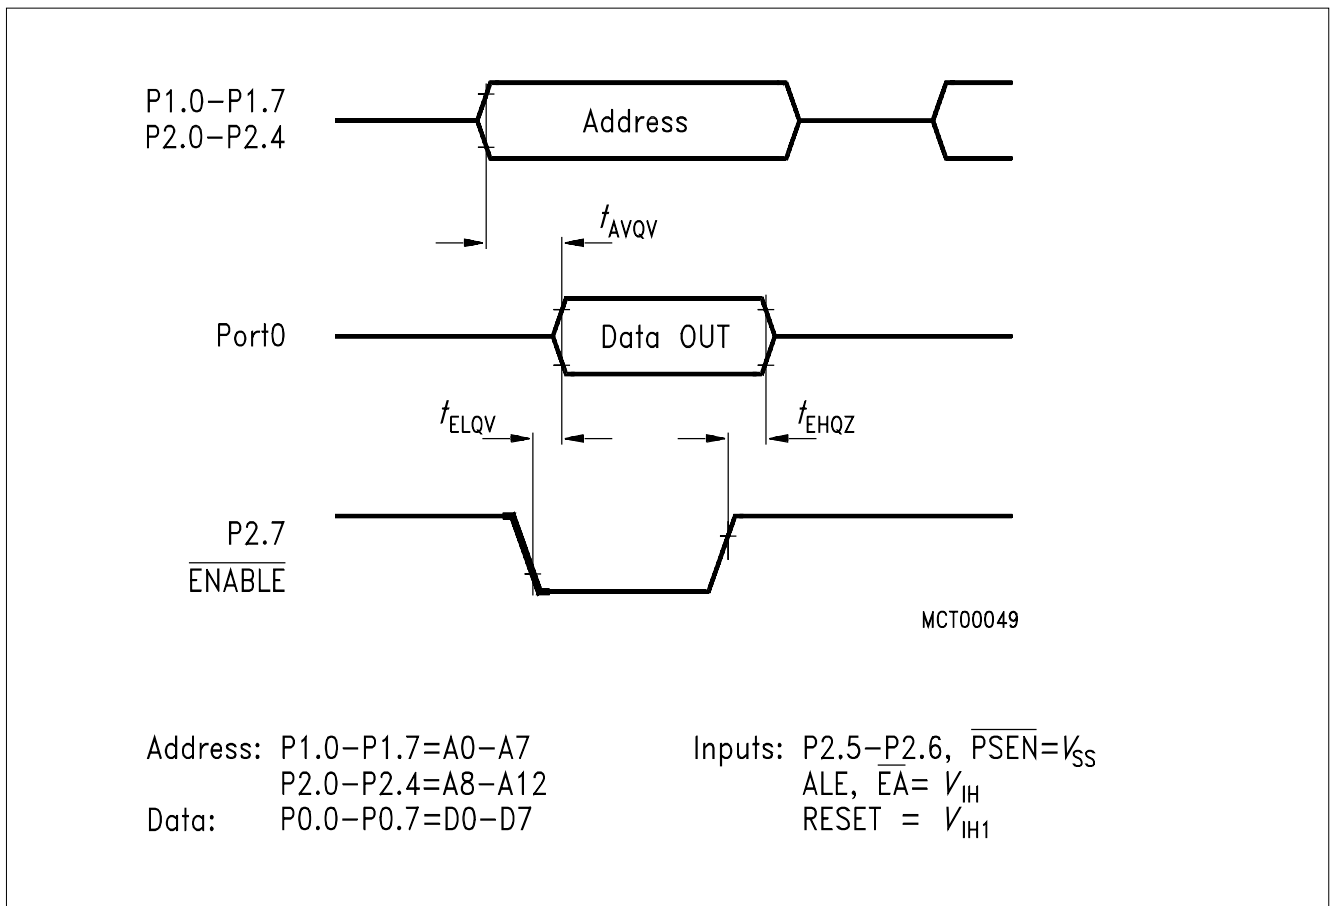 P1.0-P1.7
P2.0-P2.4
Address
tAVQV
Port0
Data OUT
tELQV
tEHQZ
P2.7
ENABLE
MCT00049
Address: P1.0-P1.7=A0-A7
P2.0-P2.4=A8-A12
Data: P0.0-P0.7=D0-D7
Inputs: P2.5-P2.6, PSEN=VSS
ALE, EA= VIH
RESET = VIH1